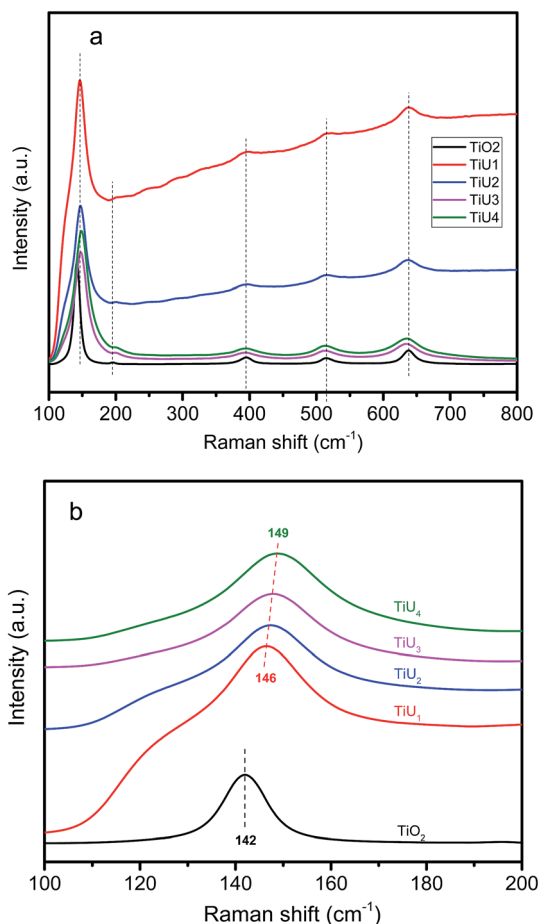 a
Intensity (a.u.)
TiO2
TiU1
TiU2
TiU3
TiU4
100 200 300 400 500 600 700 800
Raman shift (cm⁻¹)
b
Intensity (a.u.)
149
TiU₄
TiU₃
TiU₂
146
TiU₁
142
TiO₂
100 120 140 160 180 200
Raman shift (cm⁻¹)